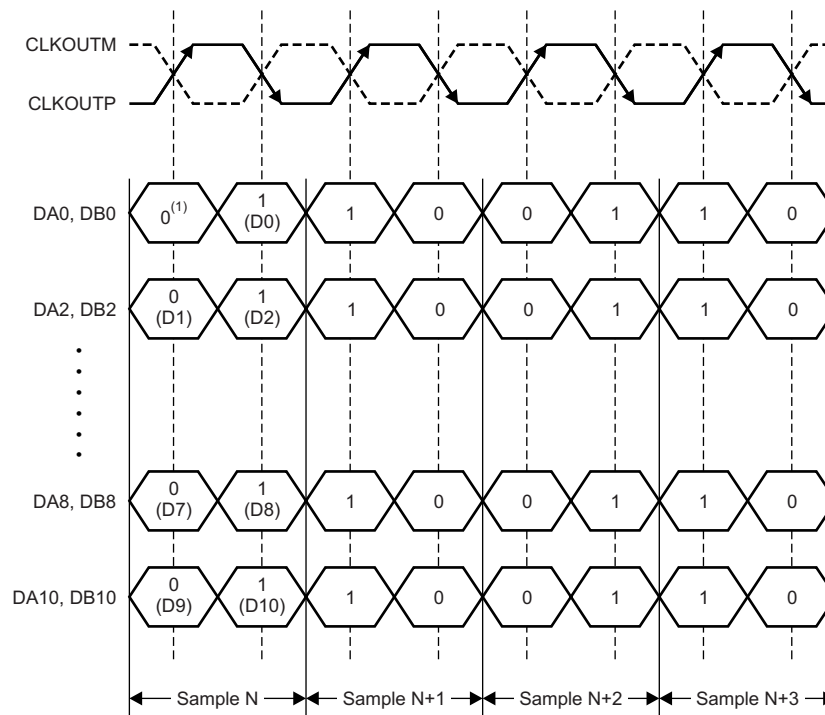 CLKOUTM
CLKOUTP
DA0, DB0 0(1) 1 (D0) 1 0 0 1 1 0
DA2, DB2 0 (D1) 1 (D2) 1 0 0 1 1 0
DA8, DB8 0 (D7) 1 (D8) 1 0 0 1 1 0
DA10, DB10 0 (D9) 1 (D10) 1 0 0 1 1 0
Sample N Sample N+1 Sample N+2 Sample N+3